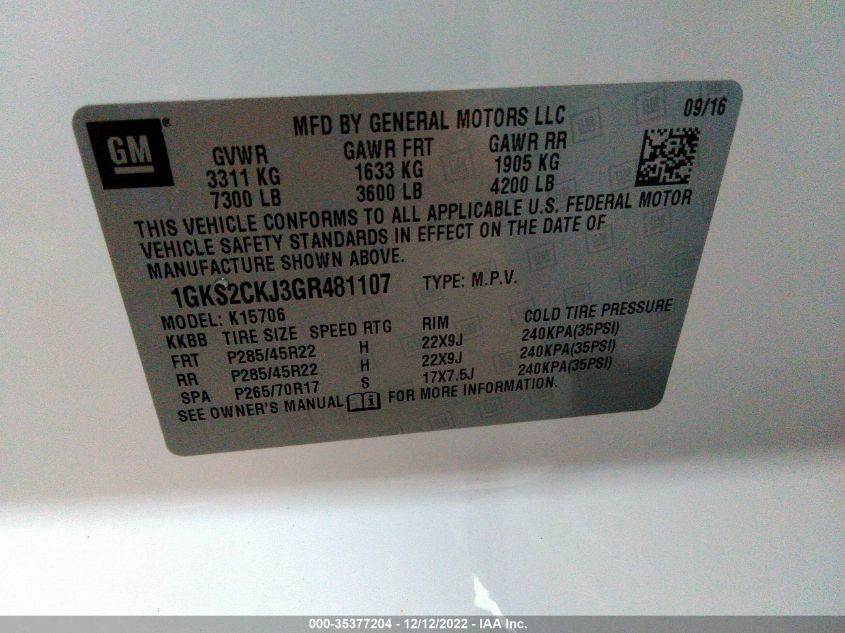 GM ®
MFD BY GENERAL MOTORS LLC 09/16
GVWR GAWR FRT GAWR RR
3311 KG 1633 KG 1905 KG
7300 LB 3600 LB 4200 LB
THIS VEHICLE CONFORMS TO ALL APPLICABLE U.S. FEDERAL MOTOR
VEHICLE SAFETY STANDARDS IN EFFECT ON THE DATE OF
MANUFACTURE SHOWN ABOVE.
1GKS2CKJ3GR481107 TYPE: M.P.V.
MODEL: K15706
KKBB TIRE SIZE SPEED RTG RIM COLD TIRE PRESSURE
FRT P285/45R22 H 22X9J 240KPA(35PSI)
RR P285/45R22 H 22X9J 240KPA(35PSI)
SPA P265/70R17 S 17X7.5J 240KPA(35PSI)
SEE OWNER'S MANUAL FOR MORE INFORMATION.
000-35377204 - 12/12/2022 - IAA Inc.